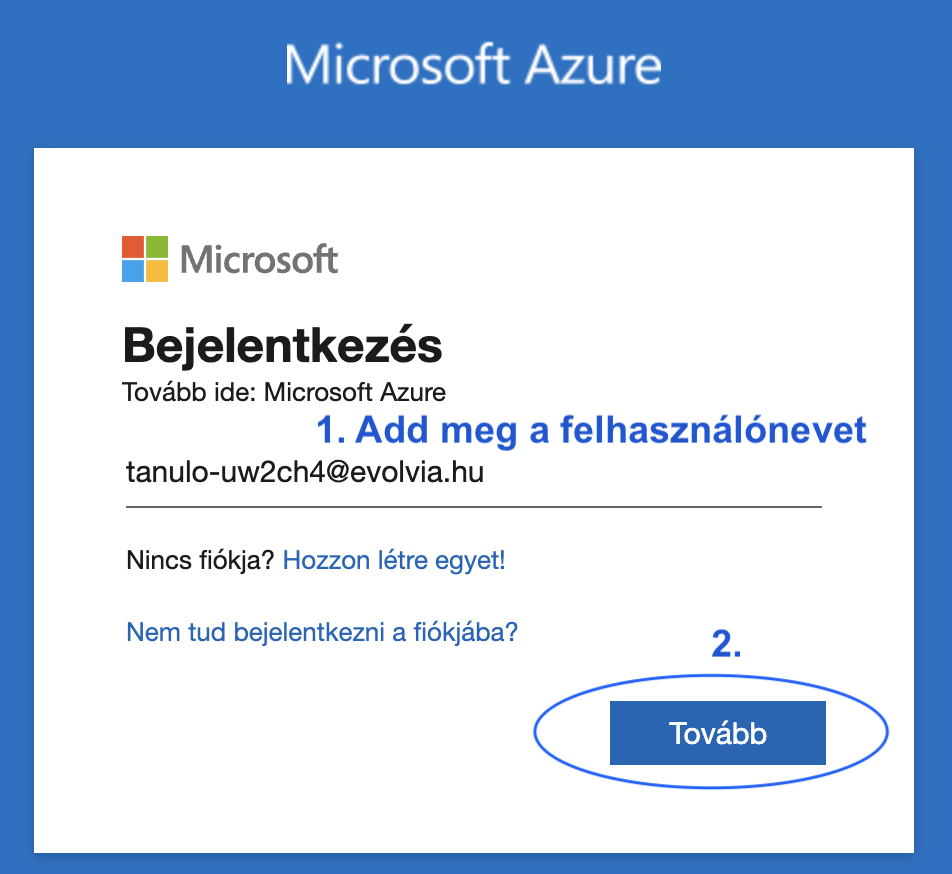 Microsoft Azure
Microsoft
Bejelentkezés
Tovább ide: Microsoft Azure
1. Add meg a felhasználónevet
tanulo-uw2ch4@evolvia.hu
Nincs fiókja? Hozzon létre egyet!
Nem tud bejelentkezni a fiókjába?
2.
Tovább